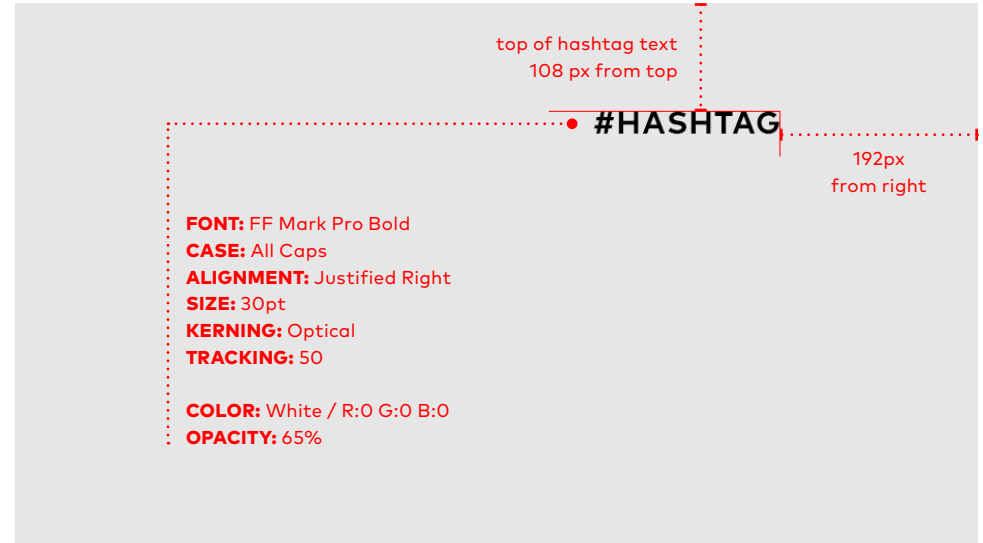 top of hashtag text
108 px from top
#HASHTAG
192px
from right
FONT: FF Mark Pro Bold
CASE: All Caps
ALIGNMENT: Justified Right
SIZE: 30pt
KERNING: Optical
TRACKING: 50
COLOR: White / R:0 G:0 B:0
OPACITY: 65%